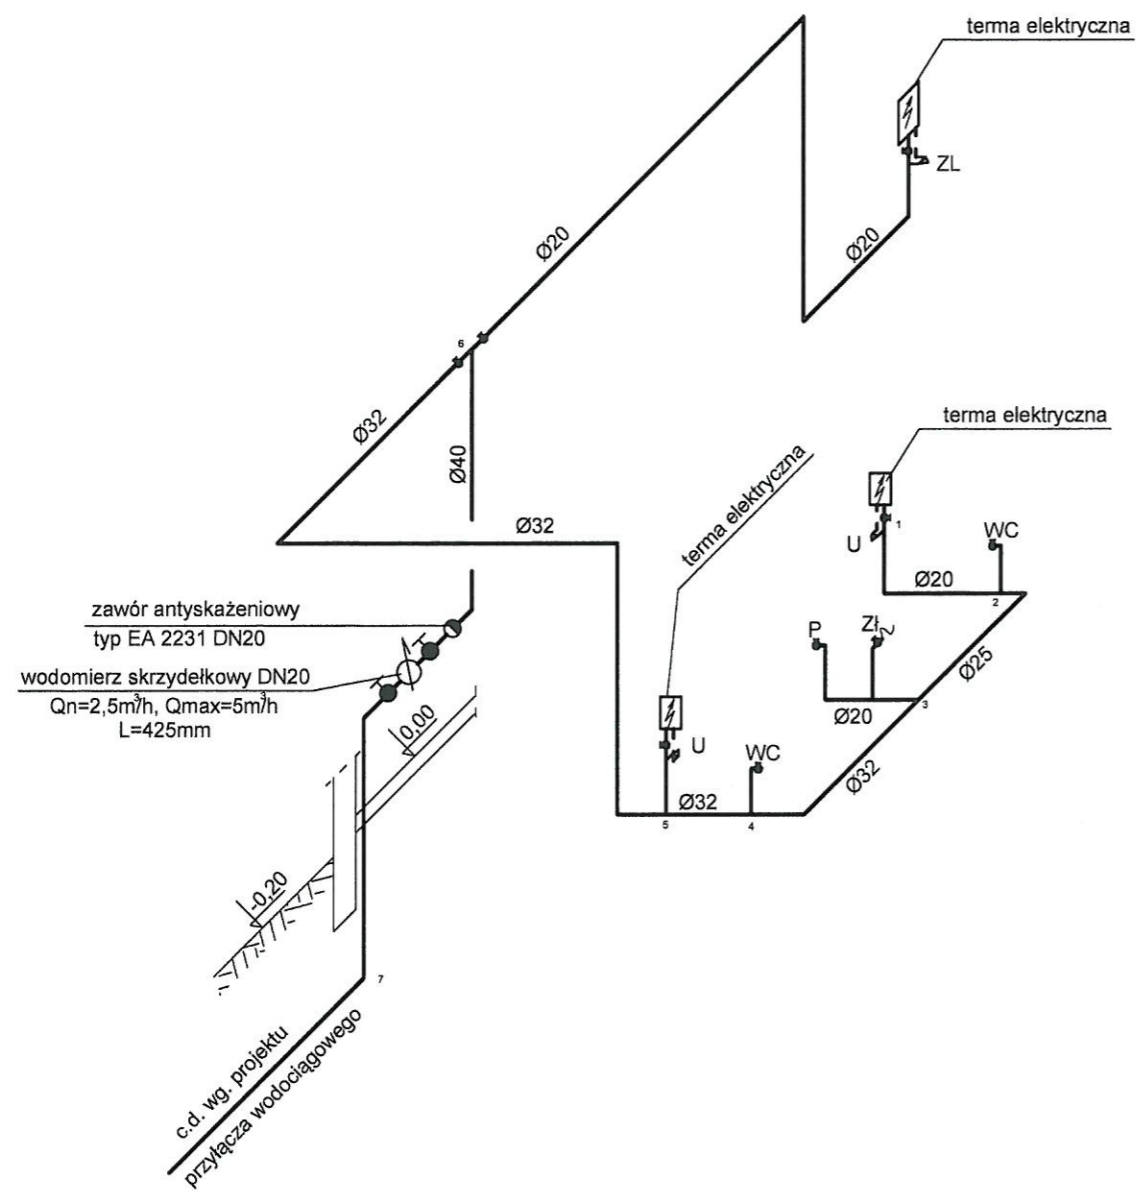 terma elektryczna
ZL
Ø20
Ø20
6
Ø32
Ø40
terma elektryczna
terma elektryczna
Ø32
1
U
WC
Ø20
2
zawór antyskażeniowy
typ EA 2231 DN20
P
Zł
Ø25
wodomierz skrzydełkowy DN20
Qn=2,5m³/h, Qmax=5m³/h
L=425mm
Ø20
3
0,00
U
WC
Ø32
Ø32
5
4
-0,20
7
c.d. wg. projektu
przyłącza wodociągowego